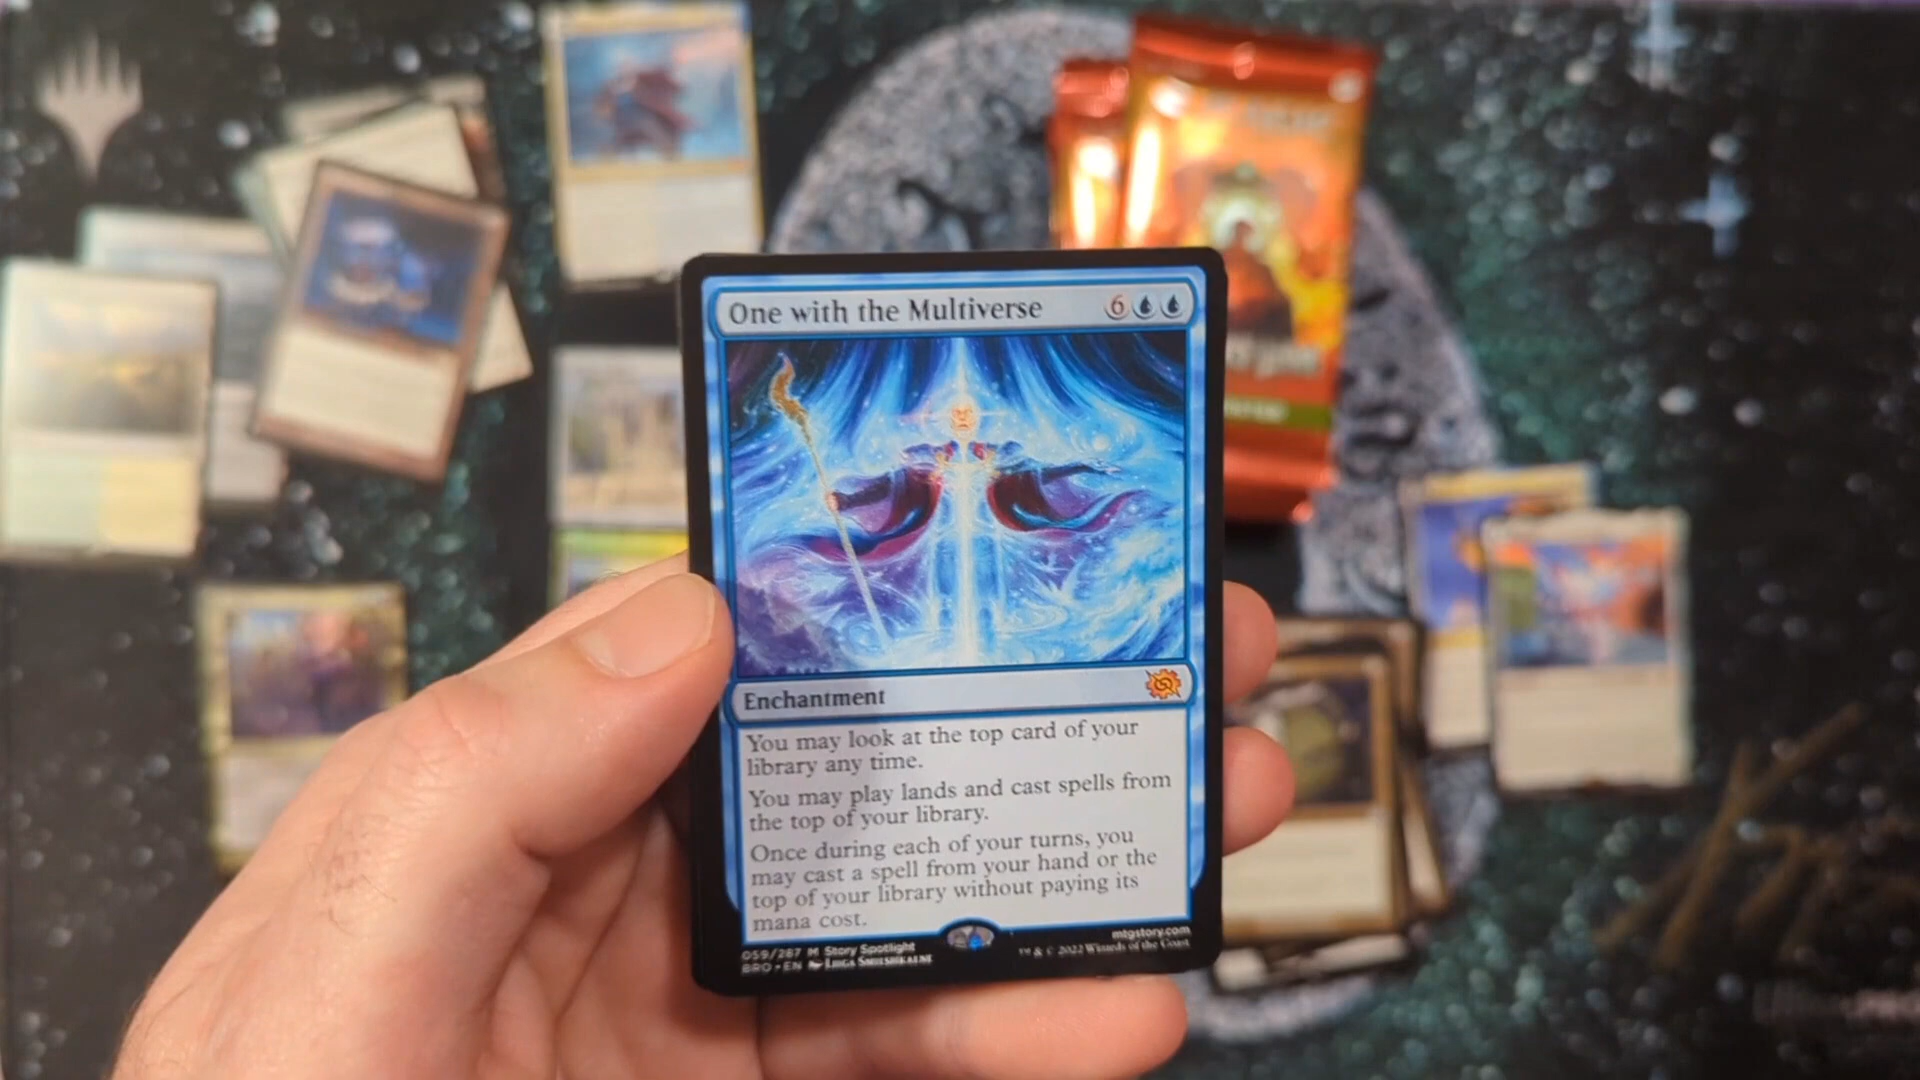 One with the Multiverse 6
Enchantment
You may look at the top card of your
library any time.
You may play lands and cast spells from
the top of your library.
Once during each of your turns, you
may cast a spell from your hand or the
top of your library without paying its
mana cost.
059/287 M Story Spotlight
BRO • EN
mtgstory.com
™ & © 2022 Wizards of the Coast